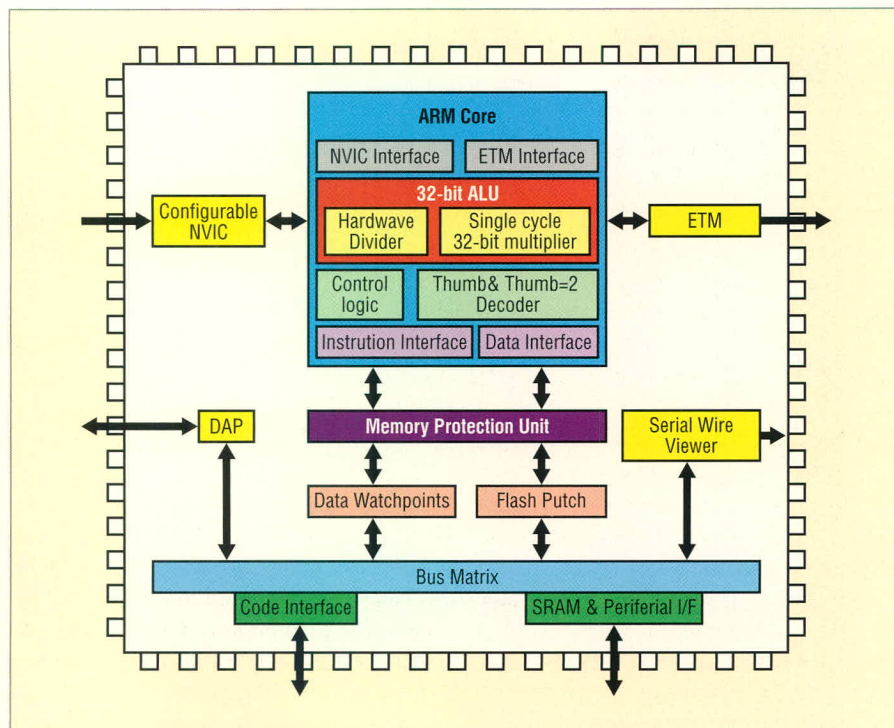 ARM Core
NVIC Interface
ETM Interface
32-bit ALU
Hardwave
Divider
Single cycle
32-bit multiplier
Configurable
NVIC
ETM
Control
logic
Thumb& Thumb=2
Decoder
Instrution Interface
Data Interface
DAP
Memory Protection Unit
Serial Wire
Viewer
Data Watchpoints
Flash Putch
Bus Matrix
Code Interface
SRAM & Periferial I/F